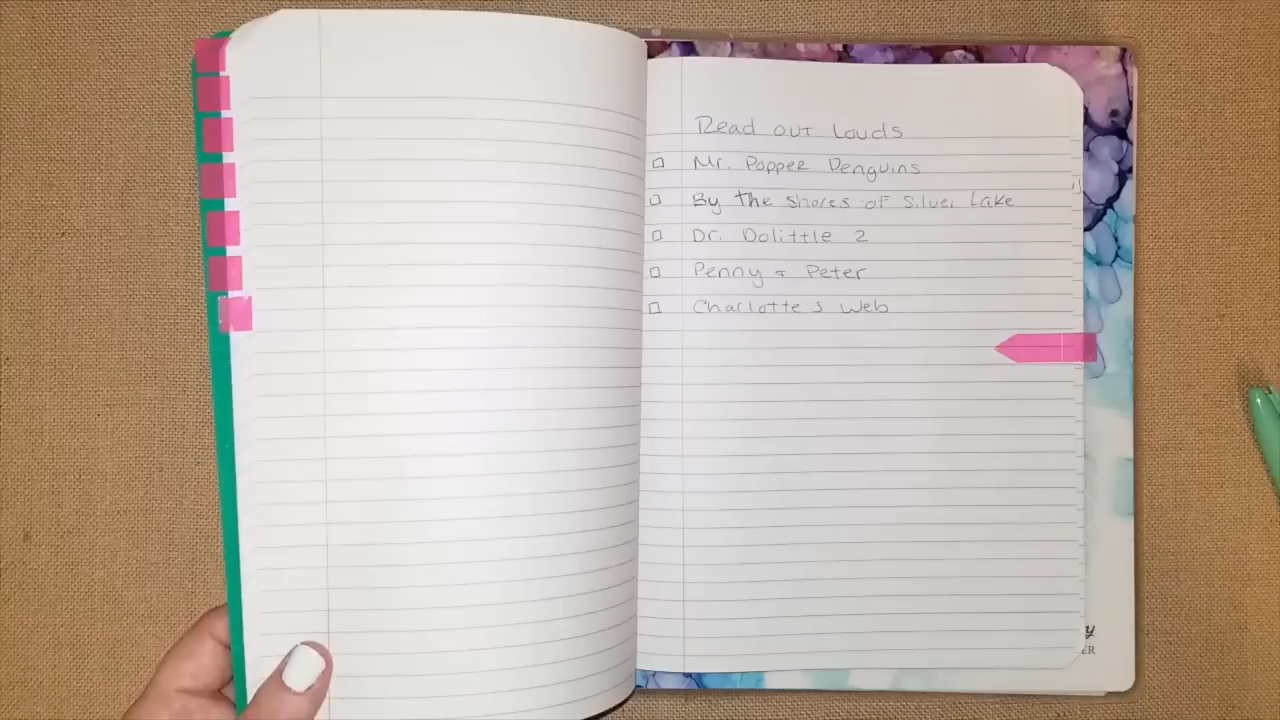 Read out Louds
Mr. Popper Penguins
By the shores of Silver Lake
Dr. Dolittle 2
Penny & Peter
Charlotte's Web